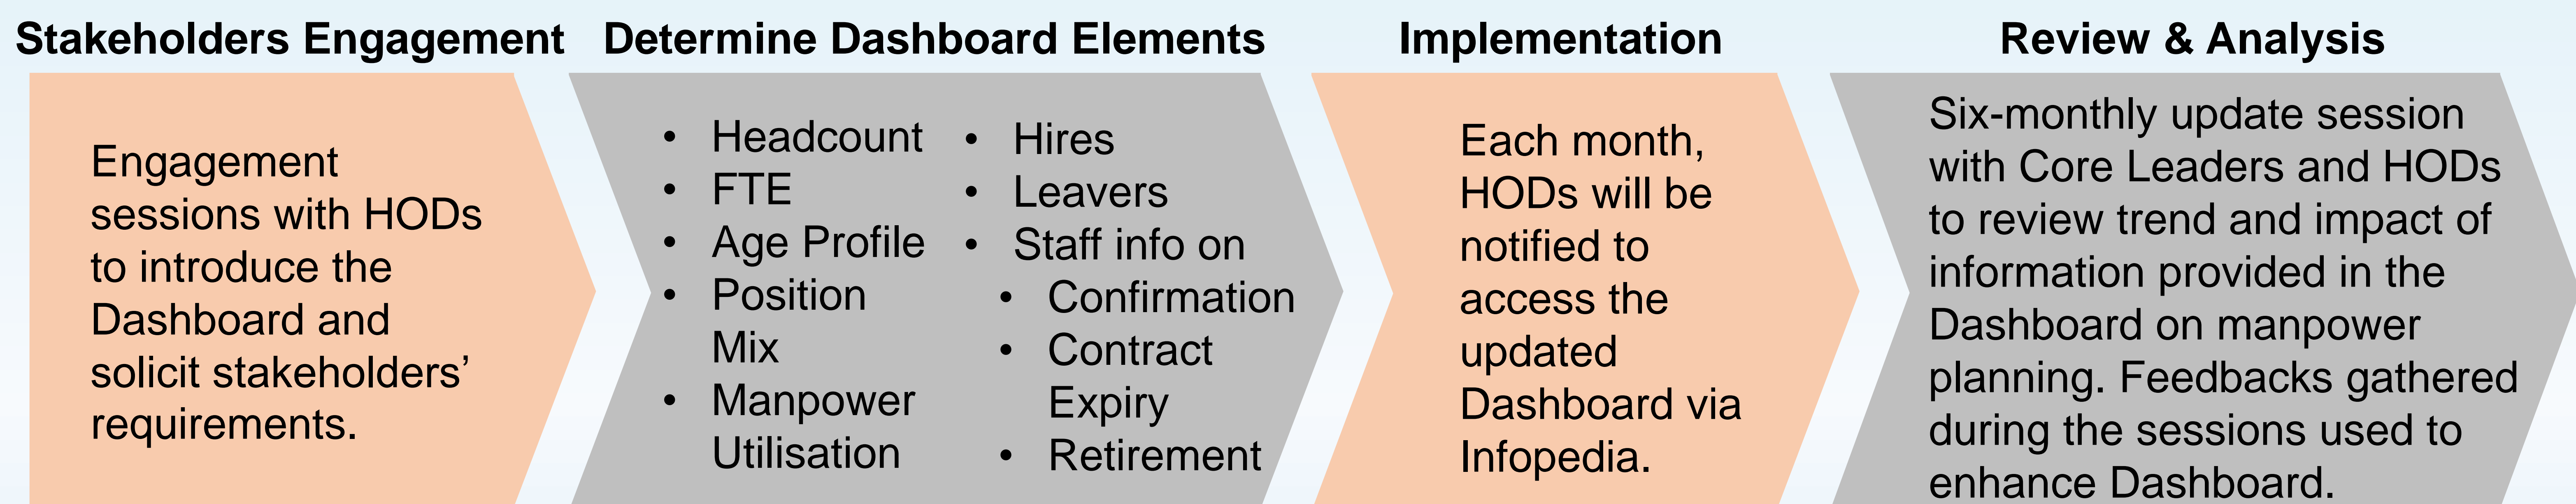 Stakeholders Engagement
Engagement
sessions with HODs
to introduce the
Dashboard and
solicit stakeholders’
requirements.
Determine Dashboard Elements
• Headcount
• FTE
• Age Profile
• Position
Mix
• Manpower
Utilisation
• Hires
• Leavers
• Staff info on
• Confirmation
• Contract
Expiry
• Retirement
Implementation
Each month,
HODs will be
notified to
access the
updated
Dashboard via
Infopedia.
Review & Analysis
Six-monthly update session
with Core Leaders and HODs
to review trend and impact of
information provided in the
Dashboard on manpower
planning. Feedbacks gathered
during the sessions used to
enhance Dashboard.